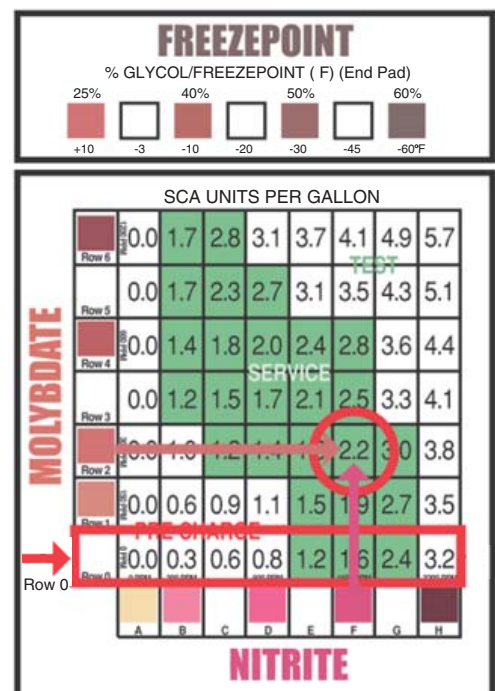 FREEZEPOINT
% GLYCOL/FREEZEPOINT ( F) (End Pad)
25% 40% 50% 60%
+10 -3 -10 -20 -30 -45 -60ºF
SCA UNITS PER GALLON
0.0 1.7 2.8 3.1 3.7 4.1 4.9 5.7
Row 6
TEST
0.0 1.7 2.3 2.7 3.1 3.5 4.3 5.1
Row 5
0.0 1.4 1.8 2.0 2.4 2.8 3.6 4.4
Row 4
SERVICE
0.0 1.2 1.5 1.7 2.1 2.5 3.3 4.1
Row 3
2.2 3.0 3.8
Row 2
0.0 0.6 0.9 1.1 1.5 1.9 2.7 3.5
Row 1
PRE-CHARGE
0.0 0.3 0.6 0.8 1.2 1.6 2.4 3.2
Row 0
A B C D E F G H
MOLYBDATE
NITRITE